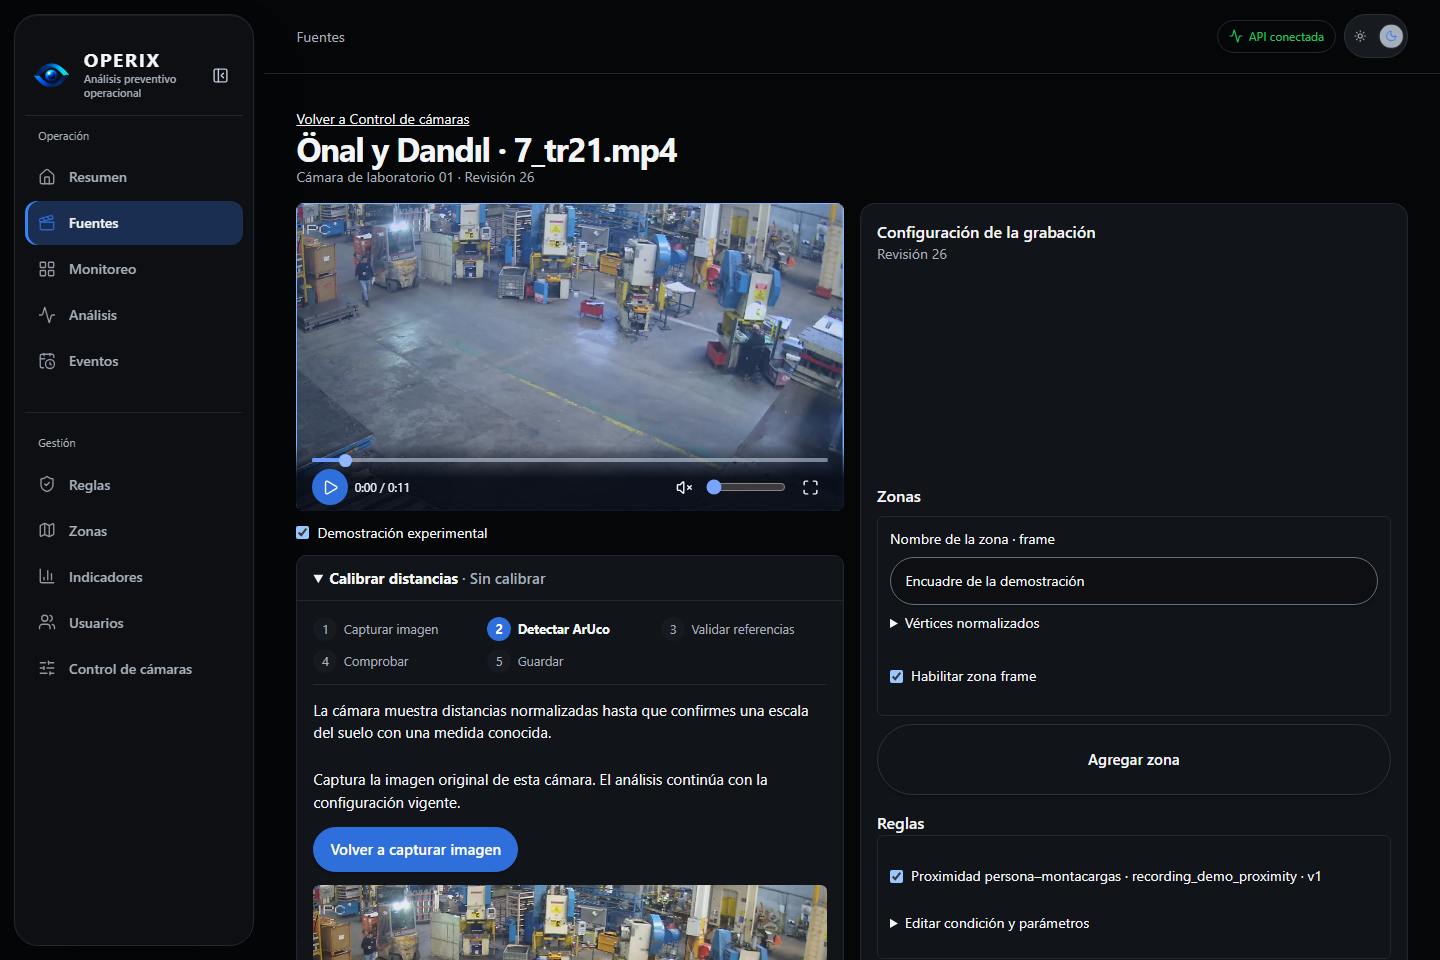 OPERIX
Análisis preventivo
operacional
Operación
Resumen
Fuentes
Monitoreo
Análisis
Eventos
Gestión
Reglas
Zonas
Indicadores
Usuarios
Control de cámaras
Fuentes
API conectada
Volver a Control de cámaras
Önal y Dandıl · 7_tr21.mp4
Cámara de laboratorio 01 · Revisión 26
IPC
0:00 / 0:11
Demostración experimental
Calibrar distancias · Sin calibrar
1 Capturar imagen
2 Detectar ArUco
3 Validar referencias
4 Comprobar
5 Guardar
La cámara muestra distancias normalizadas hasta que confirmes una escala
del suelo con una medida conocida.
Captura la imagen original de esta cámara. El análisis continúa con la
configuración vigente.
Volver a capturar imagen
IPC
Configuración de la grabación
Revisión 26
Zonas
Nombre de la zona · frame
Encuadre de la demostración
Vértices normalizados
Habilitar zona frame
Agregar zona
Reglas
Proximidad persona–montacargas · recording_demo_proximity · v1
Editar condición y parámetros